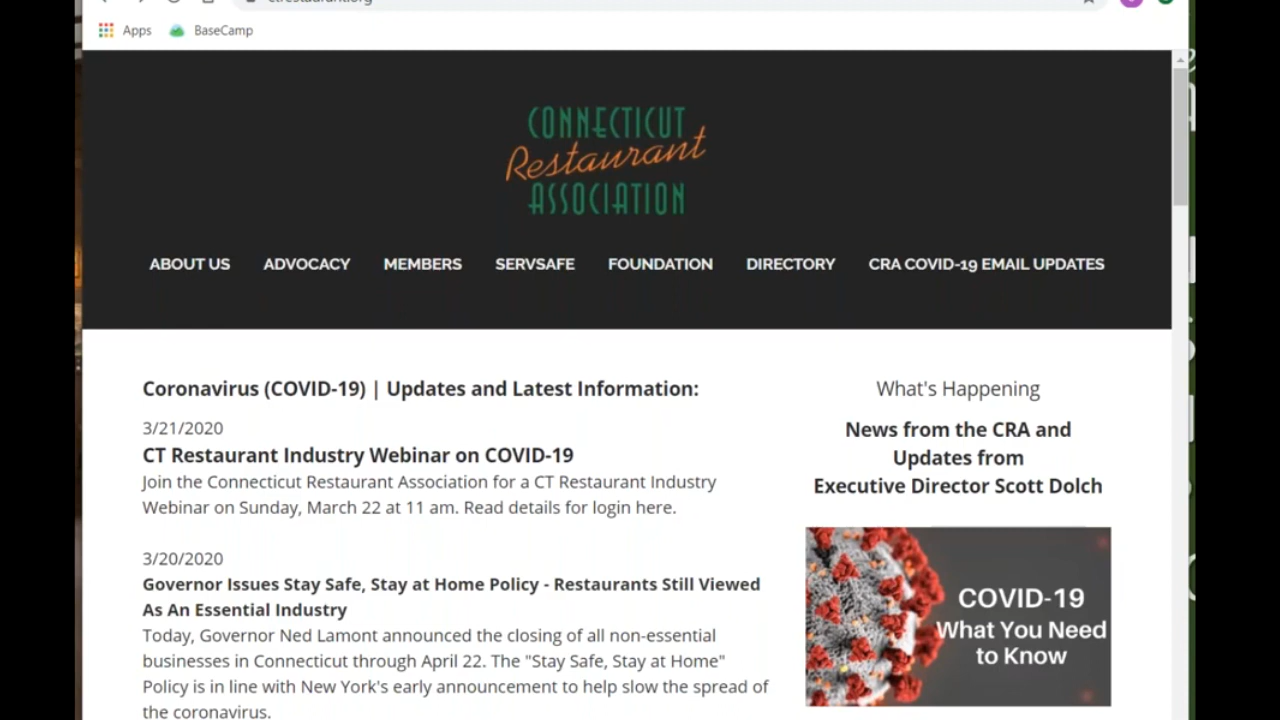 Apps
BaseCamp
CONNECTICUT
Restaurant
ASSOCIATION
ABOUT US
ADVOCACY
MEMBERS
SERVSAFE
FOUNDATION
DIRECTORY
CRA COVID-19 EMAIL UPDATES
Coronavirus (COVID-19) | Updates and Latest Information:
3/21/2020
CT Restaurant Industry Webinar on COVID-19
Join the Connecticut Restaurant Association for a CT Restaurant Industry
Webinar on Sunday, March 22 at 11 am. Read details for login here.
3/20/2020
Governor Issues Stay Safe, Stay at Home Policy - Restaurants Still Viewed
As An Essential Industry
Today, Governor Ned Lamont announced the closing of all non-essential
businesses in Connecticut through April 22. The "Stay Safe, Stay at Home"
Policy is in line with New York's early announcement to help slow the spread of
the coronavirus.
What's Happening
News from the CRA and
Updates from
Executive Director Scott Dolch
COVID-19
What You Need
to Know